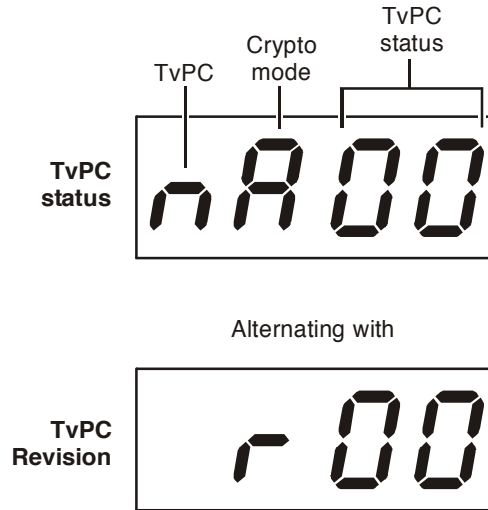 TvPC
status
Crypto
mode
TvPC
TvPC
status
nA00
Alternating with
TvPC
Revision
r 00